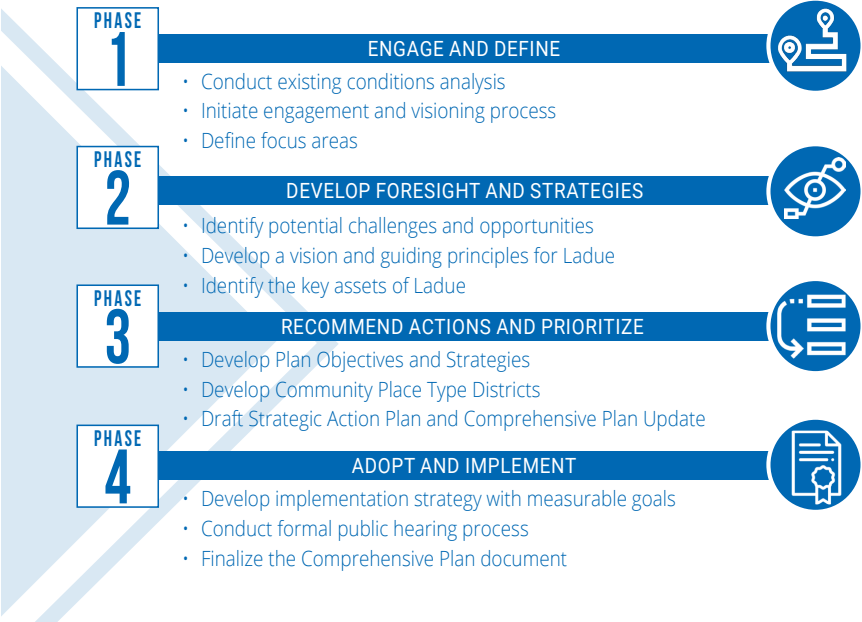 PHASE
1
ENGAGE AND DEFINE
• Conduct existing conditions analysis
• Initiate engagement and visioning process
• Define focus areas
PHASE
2
DEVELOP FORESIGHT AND STRATEGIES
• Identify potential challenges and opportunities
• Develop a vision and guiding principles for Ladue
• Identify the key assets of Ladue
PHASE
3
RECOMMEND ACTIONS AND PRIORITIZE
• Develop Plan Objectives and Strategies
• Develop Community Place Type Districts
• Draft Strategic Action Plan and Comprehensive Plan Update
PHASE
4
ADOPT AND IMPLEMENT
• Develop implementation strategy with measurable goals
• Conduct formal public hearing process
• Finalize the Comprehensive Plan document